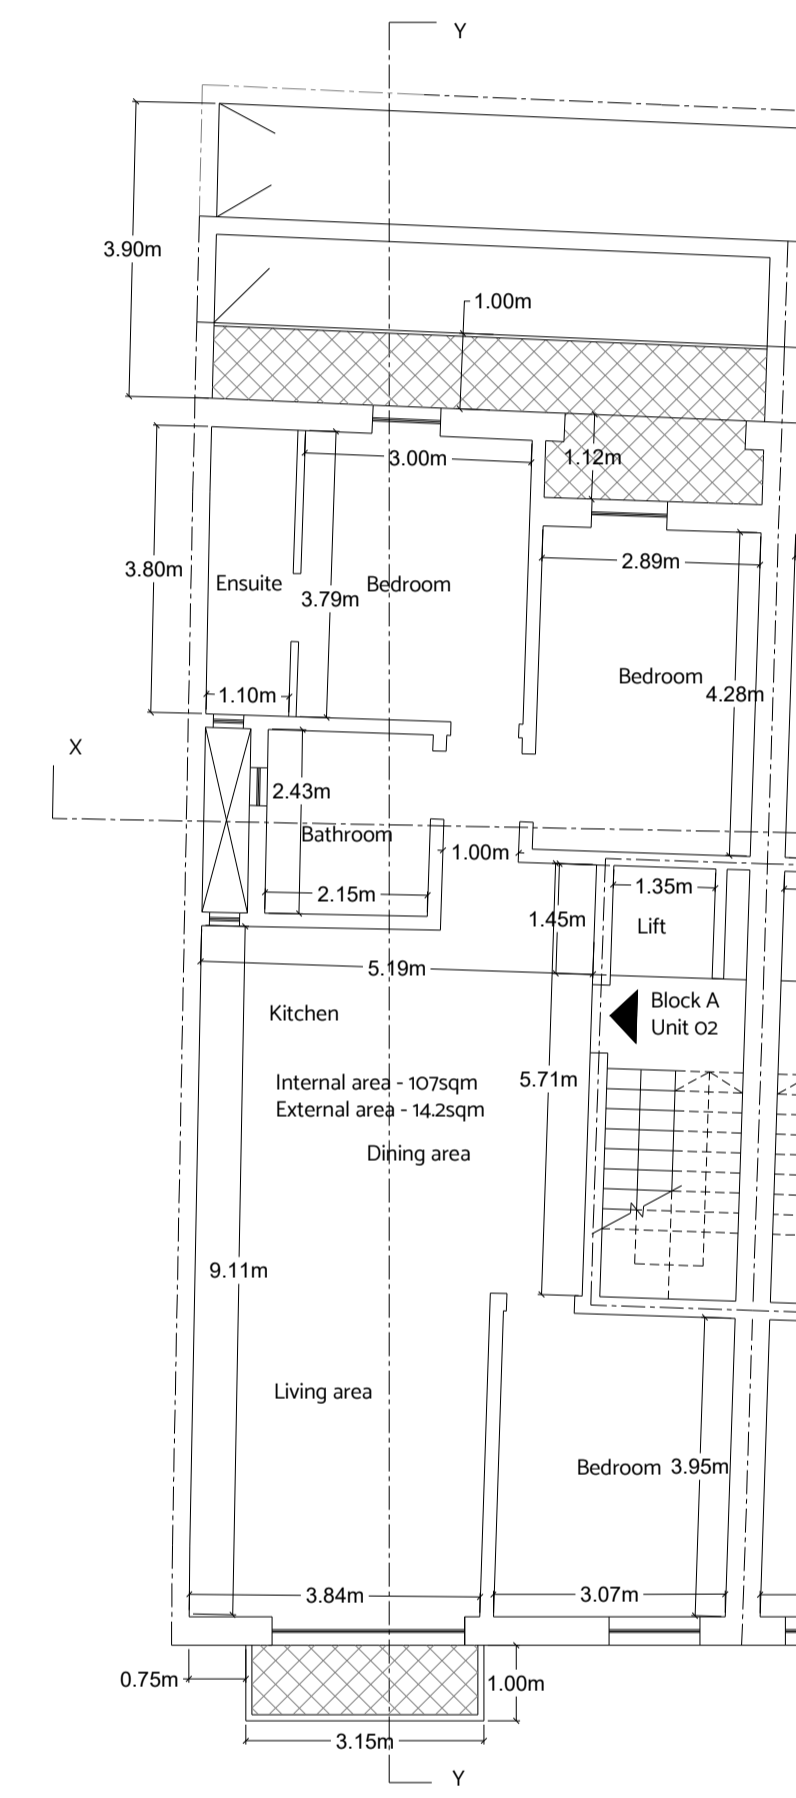 Y
3.90m
1.00m
3.00m
1.12m
2.89m
3.80m
Ensuite
3.79m
Bedroom
Bedroom
4.28m
1.10m
X
2.43m
Bathroom
1.00m
2.15m
1.35m
1.45m
Lift
5.19m
Kitchen
Block A
Unit 02
Internal area - 107sqm
External area - 14.2sqm
5.71m
Dining area
9.11m
Living area
Bedroom
3.95m
3.84m
3.07m
0.75m
1.00m
3.15m
Y